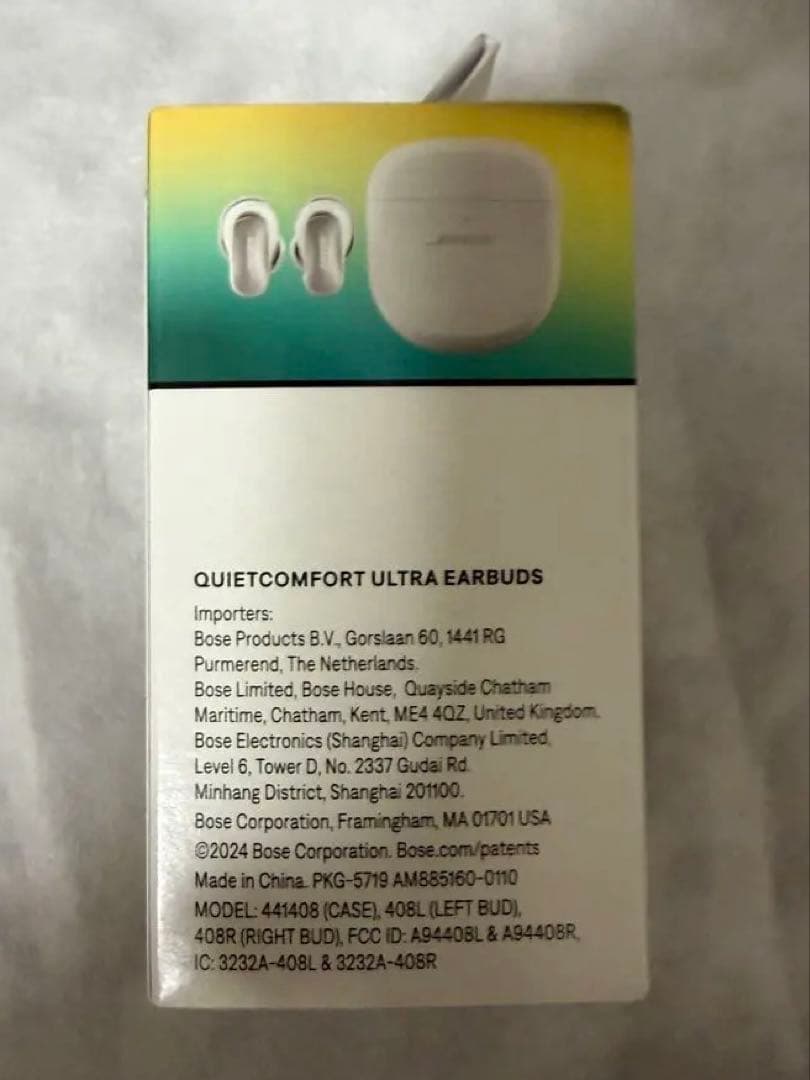 QUIETCOMFORT ULTRA EARBUDS
Importers:
Bose Products B.V., Gorslaan 60, 1441 RG
Purmerend, The Netherlands.
Bose Limited, Bose House, Quayside Chatham
Maritime, Chatham, Kent, ME4 4QZ, United Kingdom.
Bose Electronics (Shanghai) Company Limited,
Level 6, Tower D, No. 2337 Gudai Rd.
Minhang District, Shanghai 201100.
Bose Corporation, Framingham, MA 01701 USA
©2024 Bose Corporation. Bose.com/patents
Made in China. PKG-5719 AM885160-0110
MODEL: 441408 (CASE), 408L (LEFT BUD),
408R (RIGHT BUD), FCC ID: A94408L & A94408R,
IC: 3232A-408L & 3232A-408R